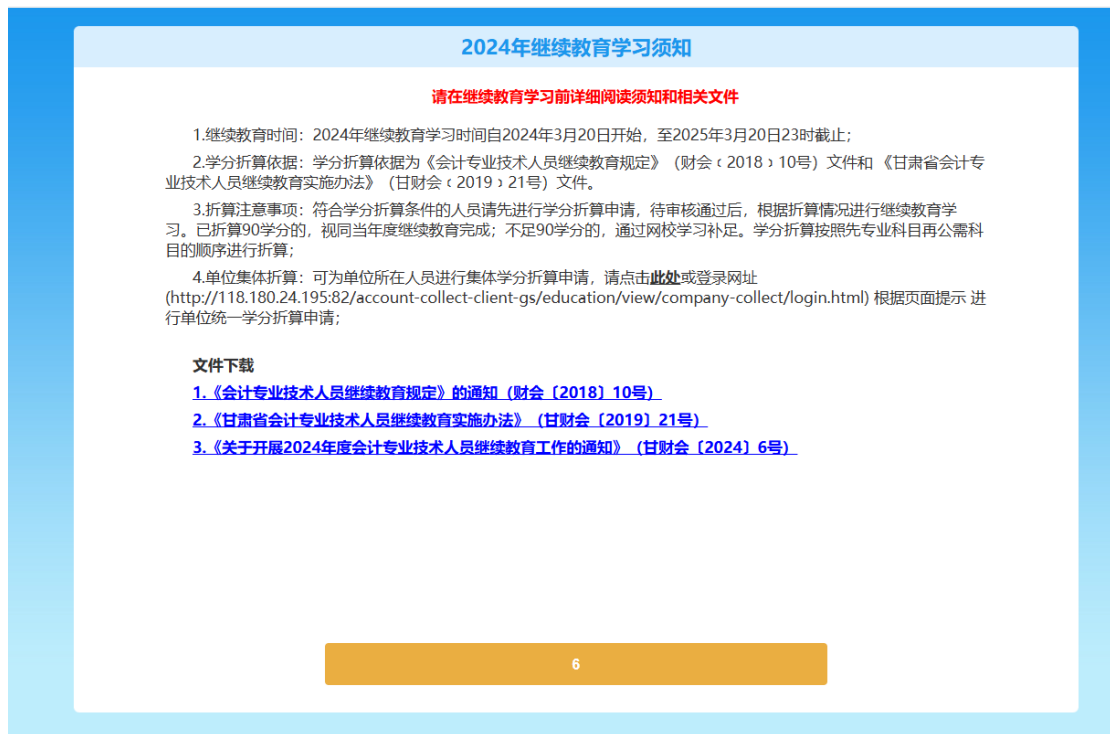 2024年继续教育学习须知
请在继续教育学习前详细阅读须知和相关文件
1.继续教育时间：2024年继续教育学习时间自2024年3月20日开始，至2025年3月20日23时截止；
2.学分折算依据：学分折算依据为《会计专业技术人员继续教育规定》（财会﹝2018﹞10号）文件和 《甘肃省会计专
业技术人员继续教育实施办法》（甘财会﹝2019﹞21号）文件。
3.折算注意事项：符合学分折算条件的人员请先进行学分折算申请，待审核通过后，根据折算情况进行继续教育学
习。已折算90学分的，视同当年度继续教育完成；不足90学分的，通过网校学习补足。学分折算按照先专业科目再公需科
目的顺序进行折算；
4.单位集体折算：可为单位所在人员进行集体学分折算申请，请点击此处或登录网址
(http://118.180.24.195:82/account-collect-client-gs/education/view/company-collect/login.html) 根据页面提示 进
行单位统一学分折算申请；
文件下载
1.《会计专业技术人员继续教育规定》的通知（财会〔2018〕10号）
2.《甘肃省会计专业技术人员继续教育实施办法》（甘财会〔2019〕21号）
3.《关于开展2024年度会计专业技术人员继续教育工作的通知》（甘财会〔2024〕6号）
6